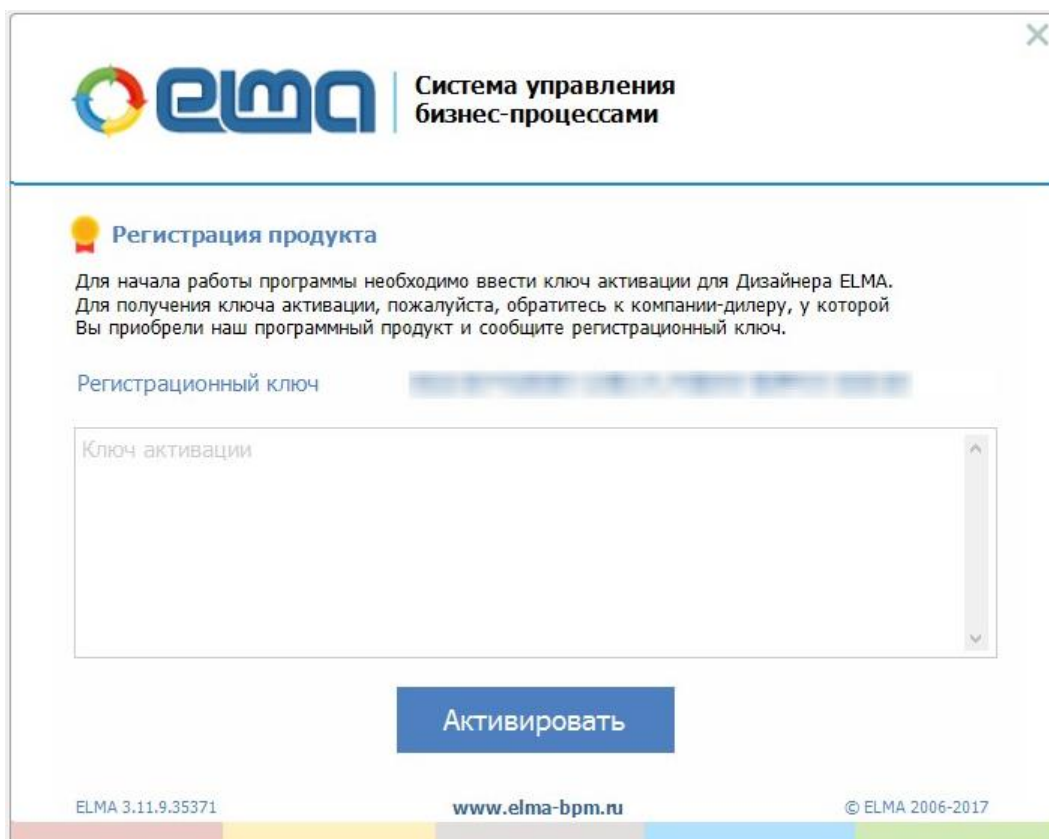 elma
Система управления
бизнес-процессами
Регистрация продукта
Для начала работы программы необходимо ввести ключ активации для Дизайнера ELMA.
Для получения ключа активации, пожалуйста, обратитесь к компании-дилеру, у которой
Вы приобрели наш программный продукт и сообщите регистрационный ключ.
Регистрационный ключ
Ключ активации
Активировать
ELMA 3.11.9.35371
www.elma-bpm.ru
© ELMA 2006-2017